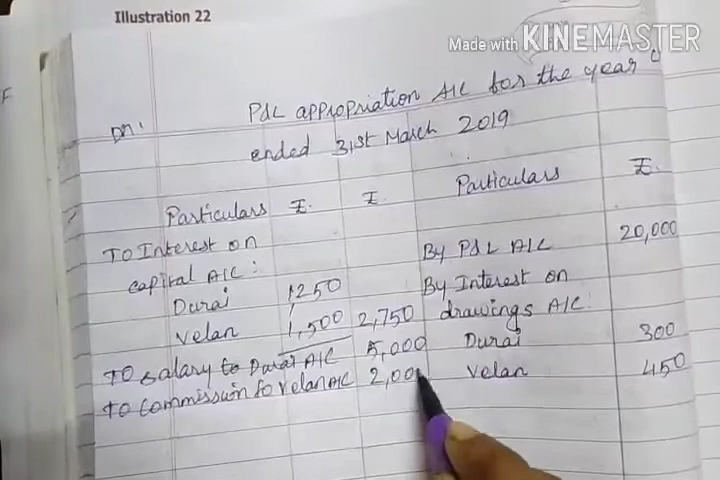 Illustration 22
Made with KINEMASTER
F
Dr.
P&L appropriation A/C for the year
ended 31st March 2019
Particulars ₹. ₹. Particulars ₹.
To Interest on
capital A/C:
Durai 1250
Velan 1,500 2,750
To salary to Durai A/C 5,000
To Commission to Velan A/C 2,00
By P&L A/C 20,000
By Interest on
drawings A/C:
Durai 300
Velan 450